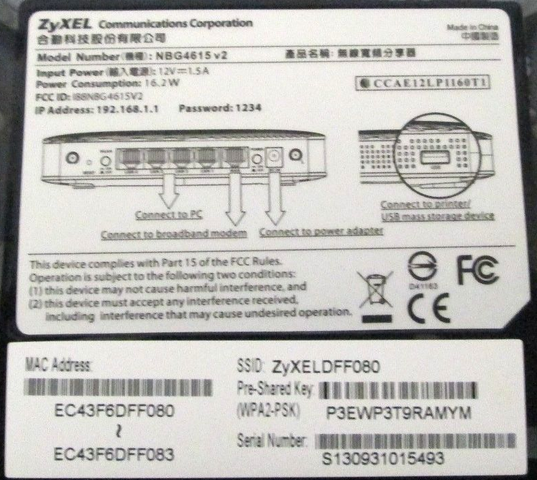 ZyXEL Communications Corporation
合勤科技股份有限公司
Made in China
中國製造
Model Number(機種): NBG4615 v2
產品名稱: 無線寬頻分享器
Input Power(輸入電源): 12V⎓1.5A
Power Consumption: 16.2W
CCAE12LP1160T1
FCC ID: I88NBG4615V2
IP Address: 192.168.1.1 Password: 1234
Connect to PC
Connect to broadband modem
Connect to power adapter
Connect to printer/
USB mass storage device
This device complies with Part 15 of the FCC Rules.
Operation is subject to the following two conditions:
(1) this device may not cause harmful interference, and
(2) this device must accept any interference received,
including interference that may cause undesired operation.
D41163
FC
CE
MAC Address:
EC43F6DFF080
~
EC43F6DFF083
SSID: ZyXELDFF080
Pre-Shared Key:
(WPA2-PSK) P3EWP3T9RAMYM
Serial Number:
S130931015493